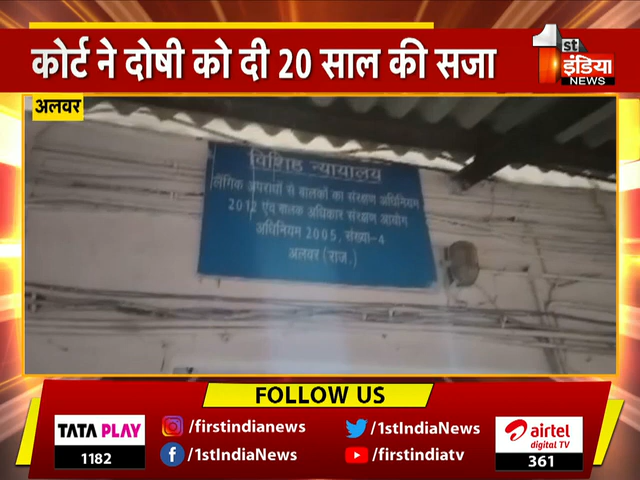 कोर्ट ने दोषी को दी 20 साल की सजा
1st
इंडिया
NEWS
अलवर
विशिष्ठ न्यायालय
लैंगिक अपराधों से बालकों का संरक्षण अधिनियम
2012 एंव बालक अधिकार संरक्षण आयोग
अधिनियम 2005, संख्या-4
अलवर (राज.)
FOLLOW US
TATA PLAY
1182
/firstindianews
/1stIndiaNews
/1stIndiaNews
/firstindiatv
airtel
digital TV
361